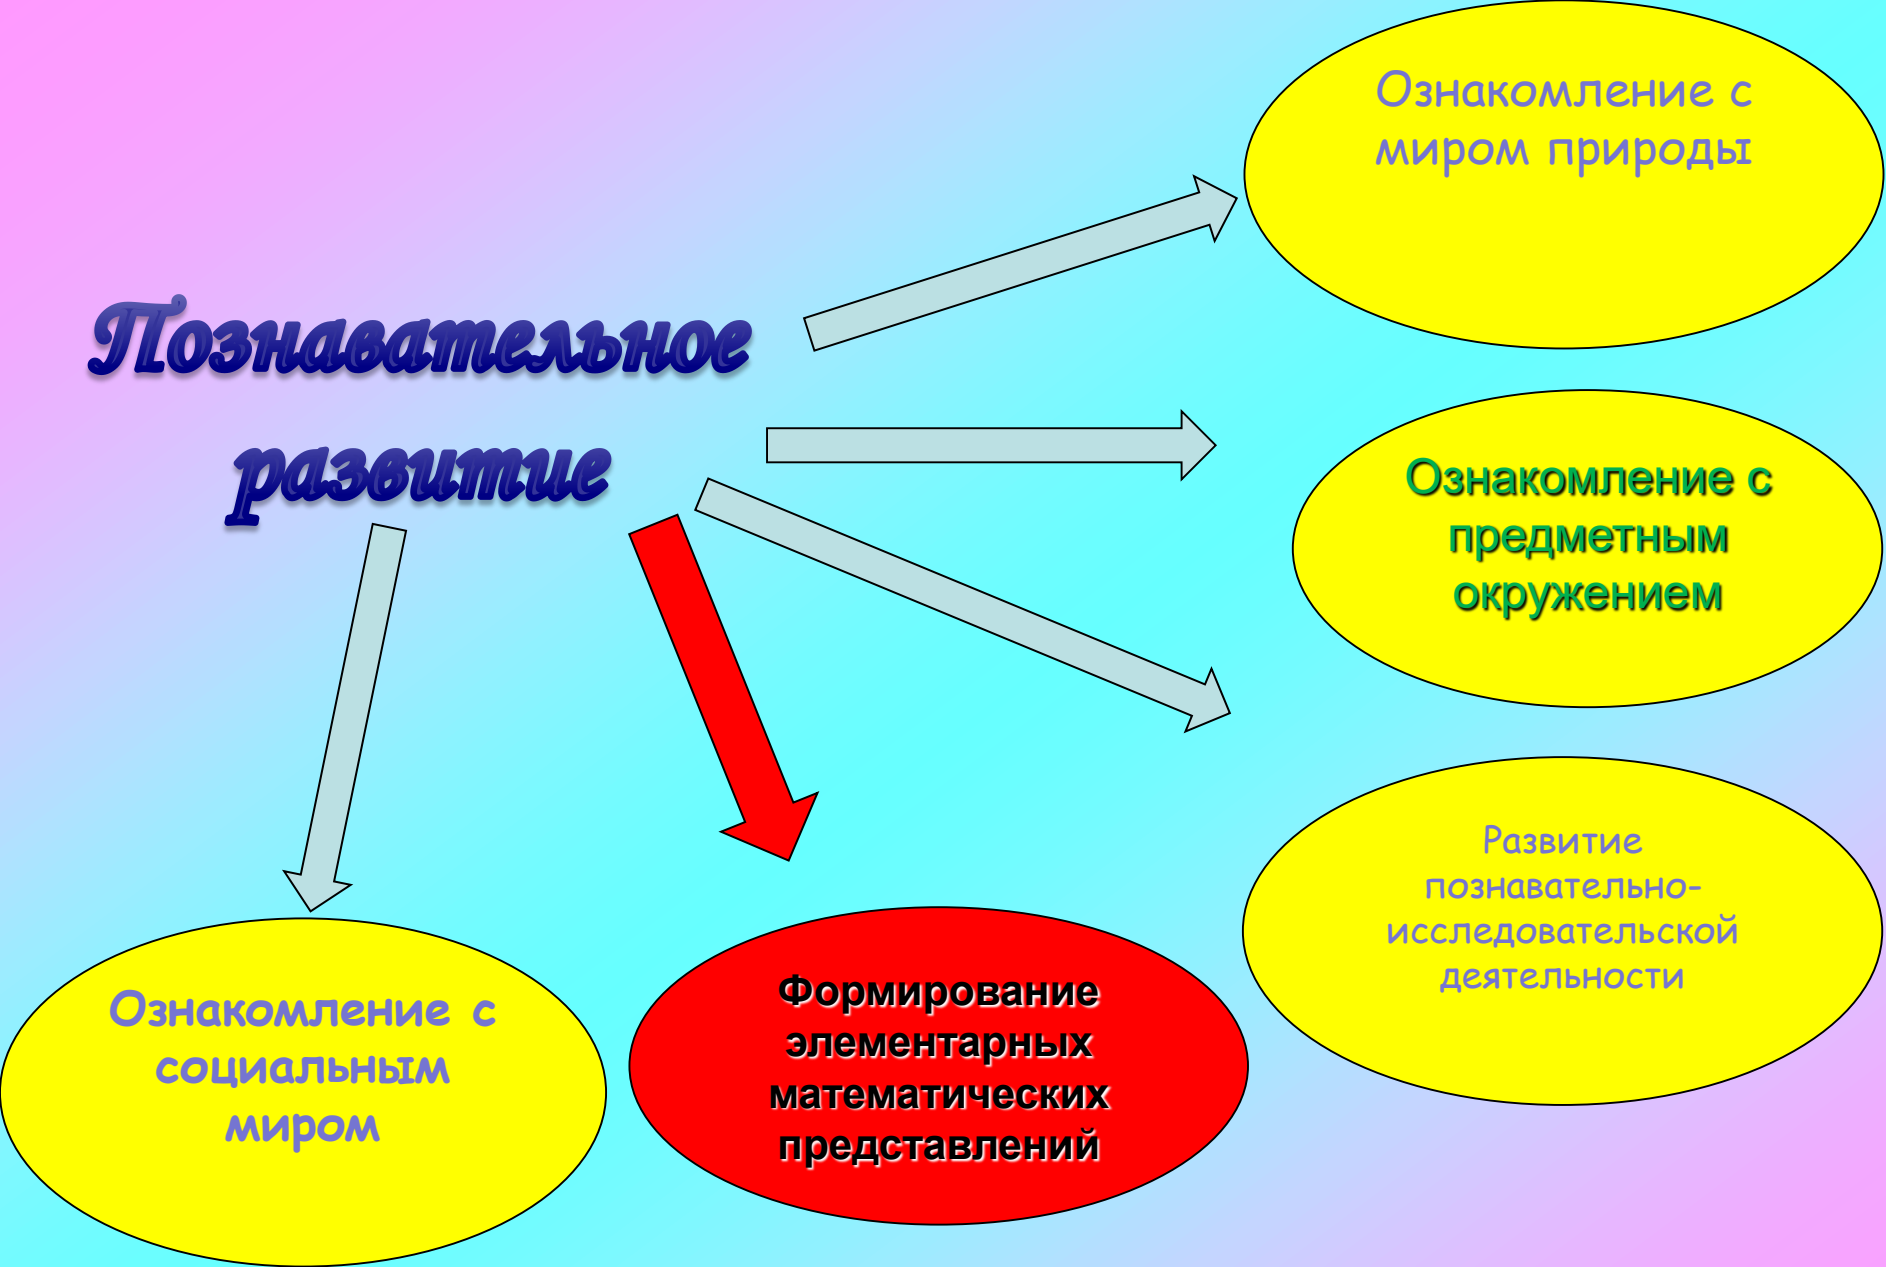 Познавательное
развитие
Ознакомление с
миром природы
Ознакомление с
предметным
окружением
Развитие
познавательно-
исследовательской
деятельности
Формирование
элементарных
математических
представлений
Ознакомление с
социальным
миром